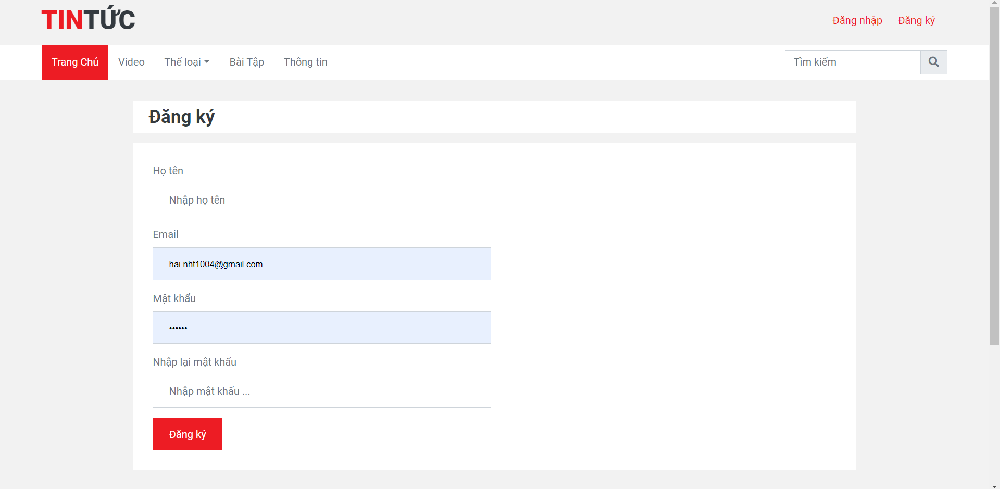 TINTỨC
Đăng nhập Đăng ký
Trang Chủ Video Thể loại Bài Tập Thông tin Tìm kiếm
Đăng ký
Họ tên
Nhập họ tên
Email
hai.nht1004@gmail.com
Mật khẩu
••••••
Nhập lại mật khẩu
Nhập mật khẩu ...
Đăng ký